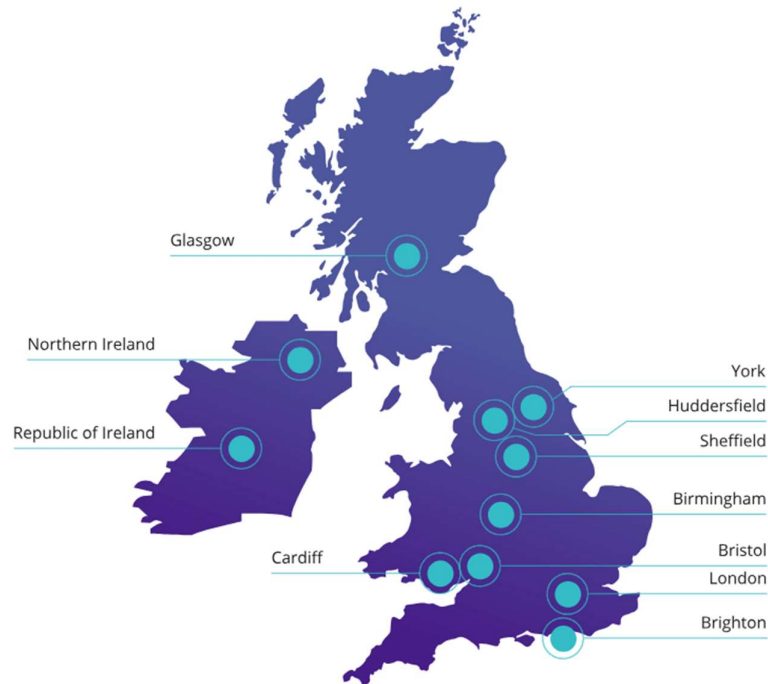 Glasgow
Northern Ireland
York
Huddersfield
Republic of Ireland
Sheffield
Birmingham
Bristol
Cardiff
London
Brighton